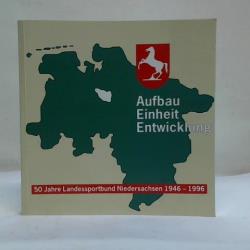 Aufbau
Einheit
Entwicklung
50 Jahre Landessportbund Niedersachsen 1946 - 1996